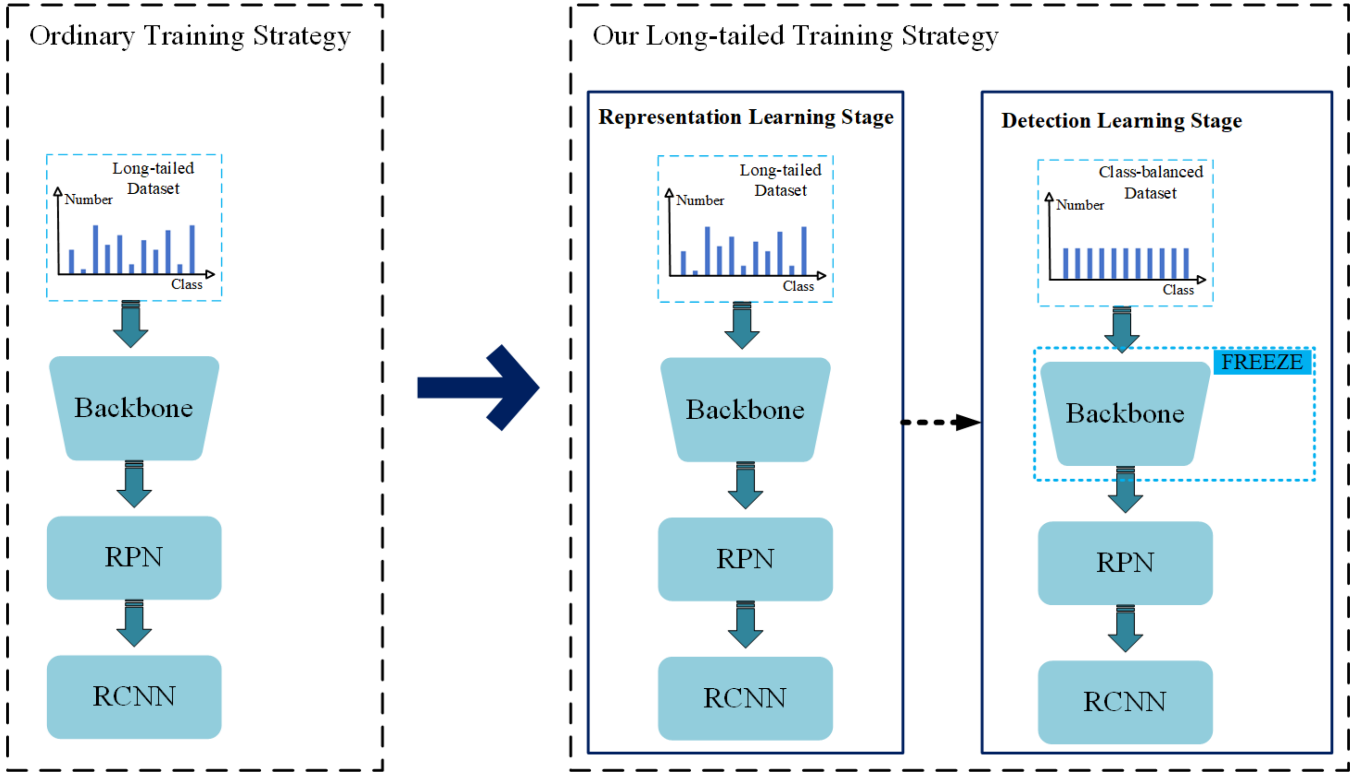 Ordinary Training Strategy
Long-tailed
Dataset
Number
Class
Backbone
RPN
RCNN
Our Long-tailed Training Strategy
Representation Learning Stage
Long-tailed
Dataset
Number
Class
Backbone
RPN
RCNN
Detection Learning Stage
Class-balanced
Dataset
Number
Class
FREEZE
Backbone
RPN
RCNN